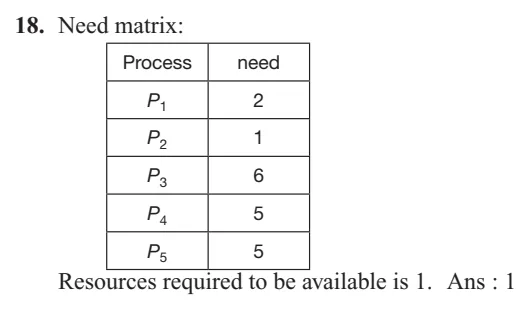 18. Need matrix:
Process need
P₁ 2
P₂ 1
P₃ 6
P₄ 5
P₅ 5
Resources required to be available is 1. Ans : 1